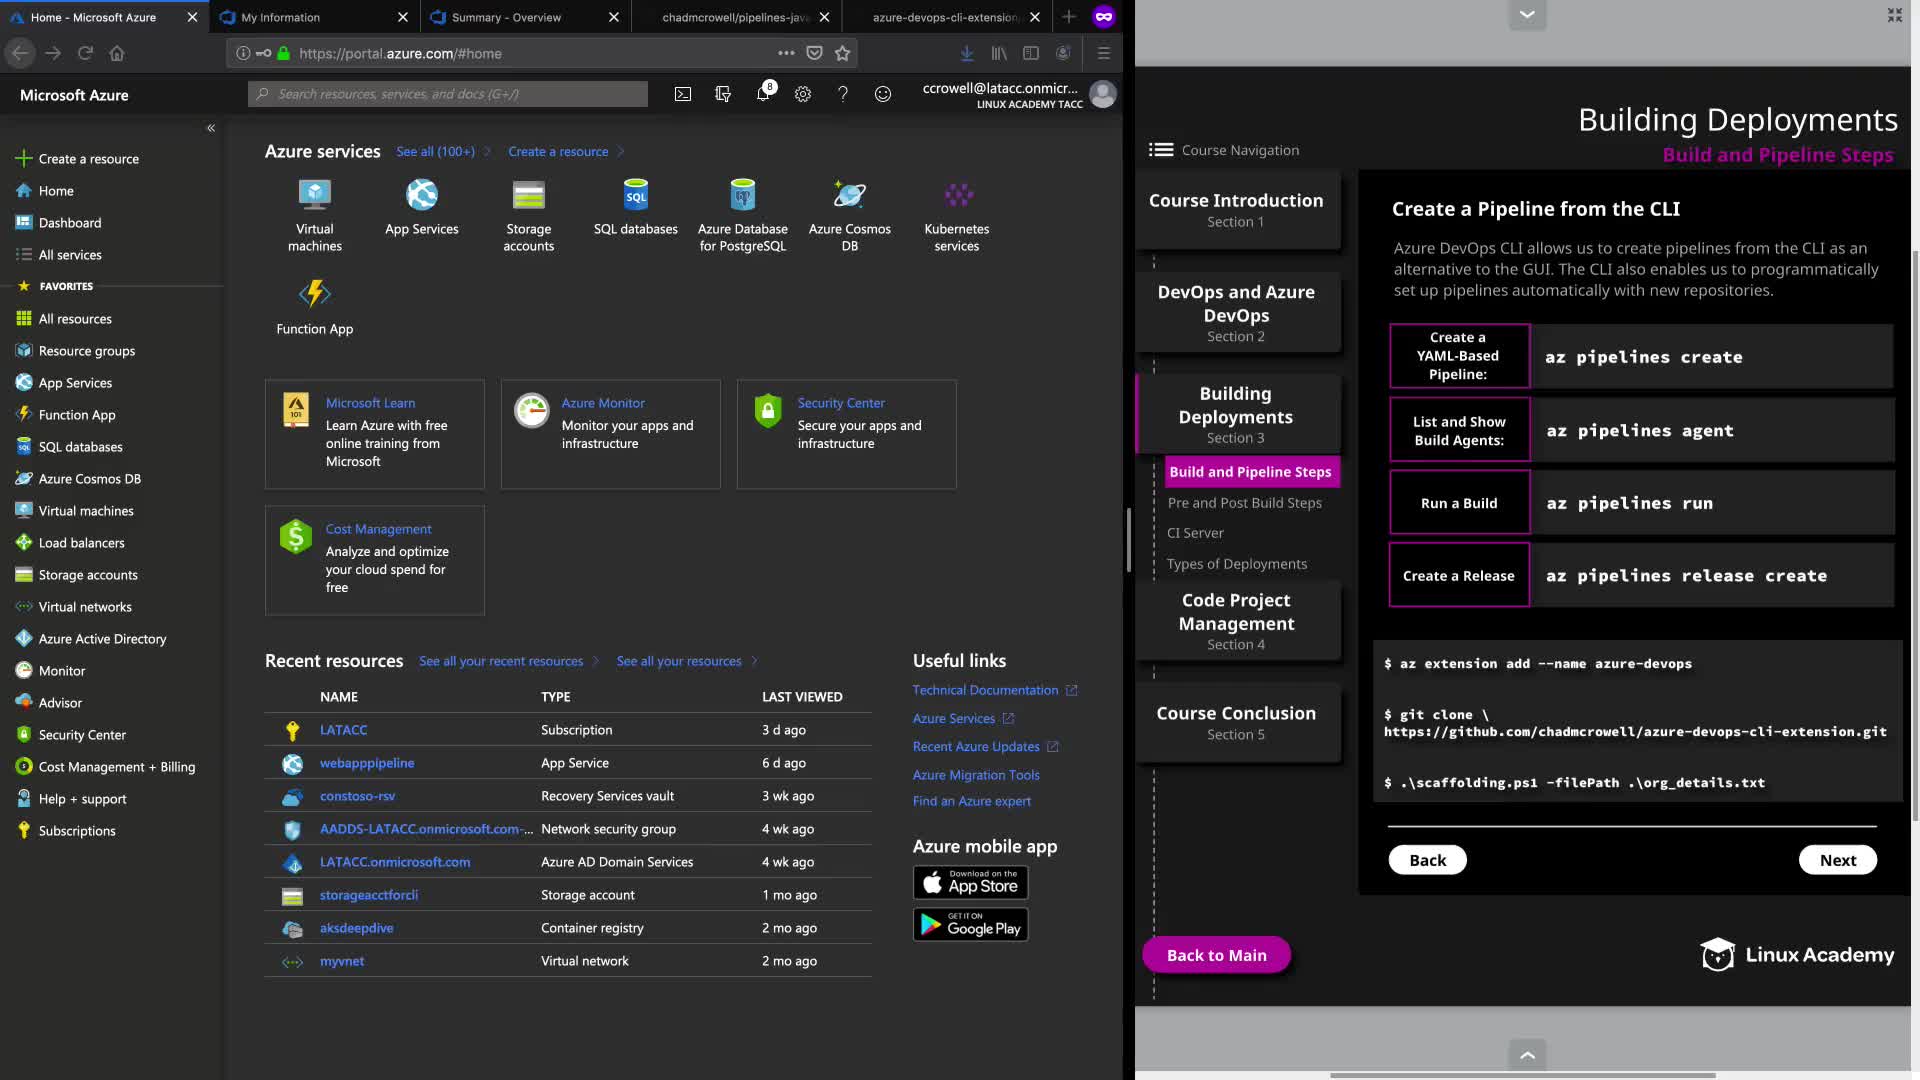 Home - Microsoft Azure
My Information
Summary - Overview
chadmcrowell/pipelines-jav
azure-devops-cli-extension
https://portal.azure.com/#home
Microsoft Azure
Search resources, services, and docs (G+/)
8
ccrowell@latacc.onmicr...
LINUX ACADEMY TACC
Create a resource
Home
Dashboard
All services
FAVORITES
All resources
Resource groups
App Services
Function App
SQL databases
Azure Cosmos DB
Virtual machines
Load balancers
Storage accounts
Virtual networks
Azure Active Directory
Monitor
Advisor
Security Center
Cost Management + Billing
Help + support
Subscriptions
Azure services
See all (100+)
Create a resource
Virtual machines
App Services
Storage accounts
SQL
SQL databases
Azure Database for PostgreSQL
Azure Cosmos DB
Kubernetes services
Function App
101
Microsoft Learn
Learn Azure with free
online training from
Microsoft
Azure Monitor
Monitor your apps and
infrastructure
Security Center
Secure your apps and
infrastructure
Cost Management
Analyze and optimize
your cloud spend for
free
Recent resources
See all your recent resources
See all your resources
NAME TYPE LAST VIEWED
LATACC Subscription 3 d ago
webapppipeline App Service 6 d ago
constoso-rsv Recovery Services vault 3 wk ago
AADDS-LATACC.onmicrosoft.com-... Network security group 4 wk ago
LATACC.onmicrosoft.com Azure AD Domain Services 4 wk ago
storageacctforcli Storage account 1 mo ago
aksdeepdive Container registry 2 mo ago
myvnet Virtual network 2 mo ago
Useful links
Technical Documentation
Azure Services
Recent Azure Updates
Azure Migration Tools
Find an Azure expert
Azure mobile app
Download on the
App Store
GET IT ON
Google Play
Building Deployments
Build and Pipeline Steps
Course Navigation
Course Introduction
Section 1
DevOps and Azure
DevOps
Section 2
Building
Deployments
Section 3
Build and Pipeline Steps
Pre and Post Build Steps
CI Server
Types of Deployments
Code Project
Management
Section 4
Course Conclusion
Section 5
Back to Main
Create a Pipeline from the CLI
Azure DevOps CLI allows us to create pipelines from the CLI as an
alternative to the GUI. The CLI also enables us to programmatically
set up pipelines automatically with new repositories.
Create a
YAML-Based
Pipeline:
az pipelines create
List and Show
Build Agents:
az pipelines agent
Run a Build
az pipelines run
Create a Release
az pipelines release create
$ az extension add --name azure-devops
$ git clone \
https://github.com/chadmcrowell/azure-devops-cli-extension.git
$ .\scaffolding.ps1 -filePath .\org_details.txt
Back
Next
Linux Academy